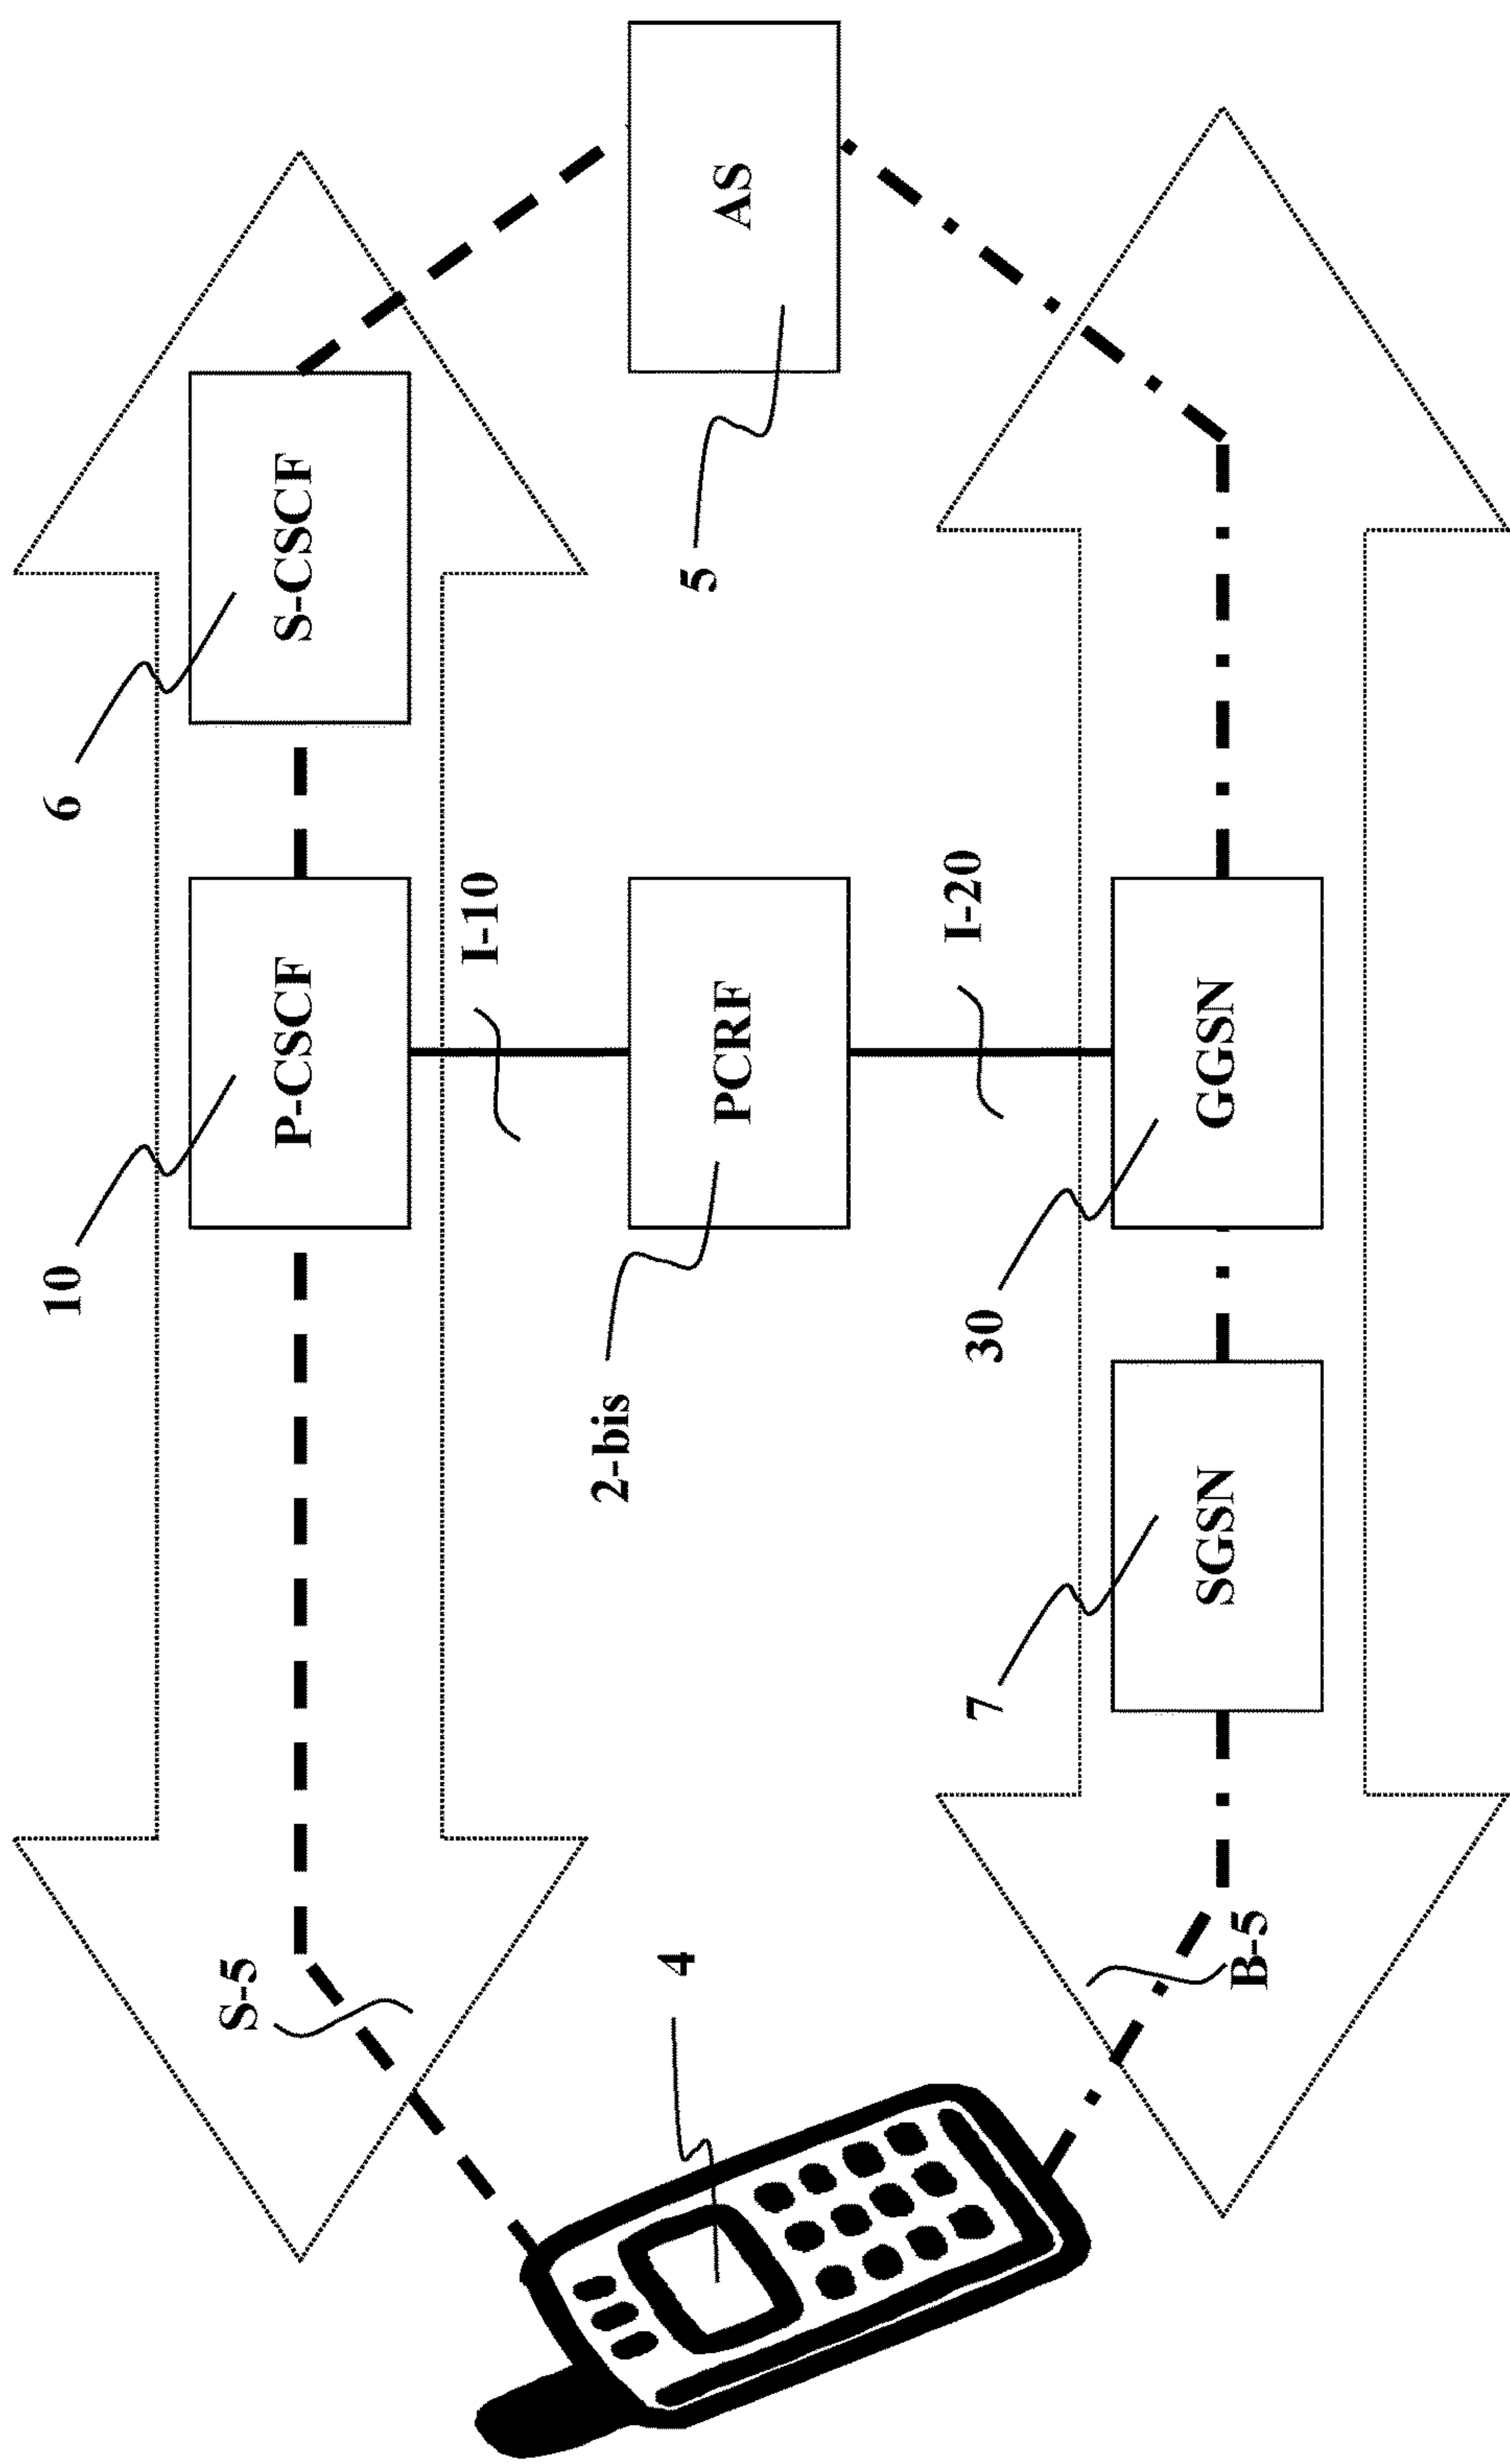 10
6
P-CSCF
S-CSCF
S-5
I-10
4
2-bis
PCRF
5
AS
I-20
7
30
SGSN
GGSN
B-5